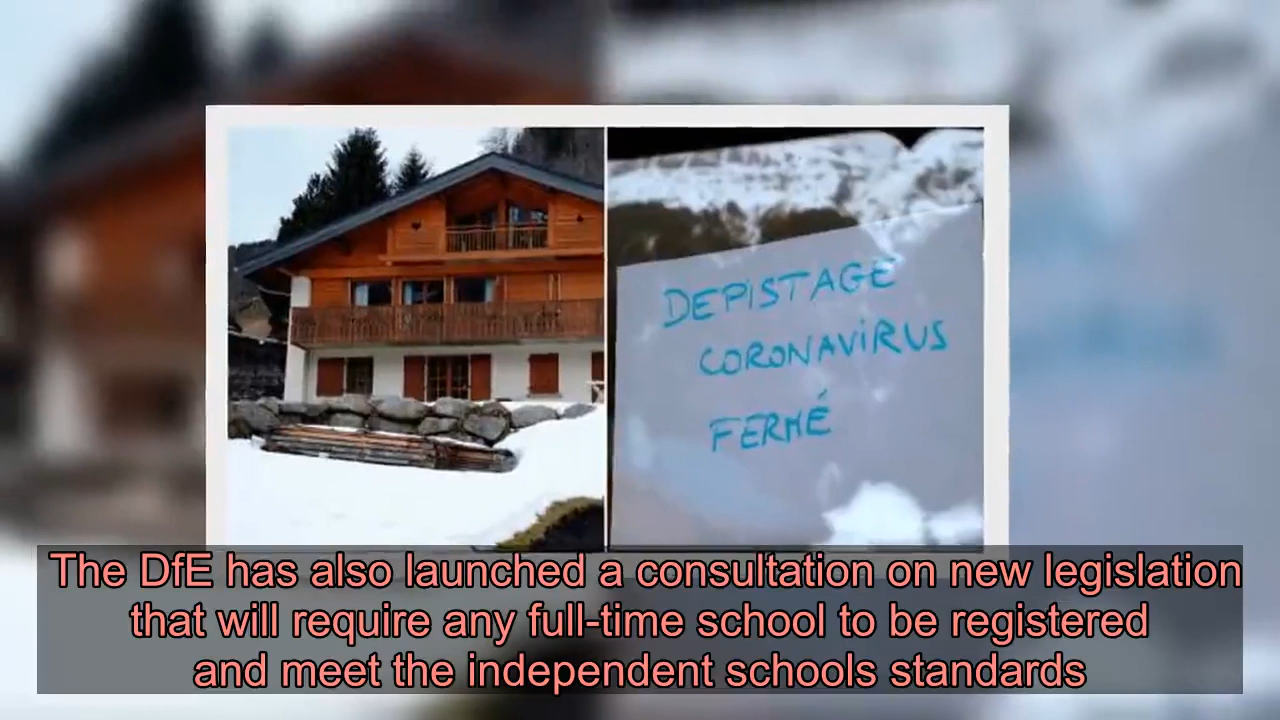 DEPISTAGE
CORONAVIRUS
FERMÉ
The DfE has also launched a consultation on new legislation
that will require any full-time school to be registered
and meet the independent schools standards